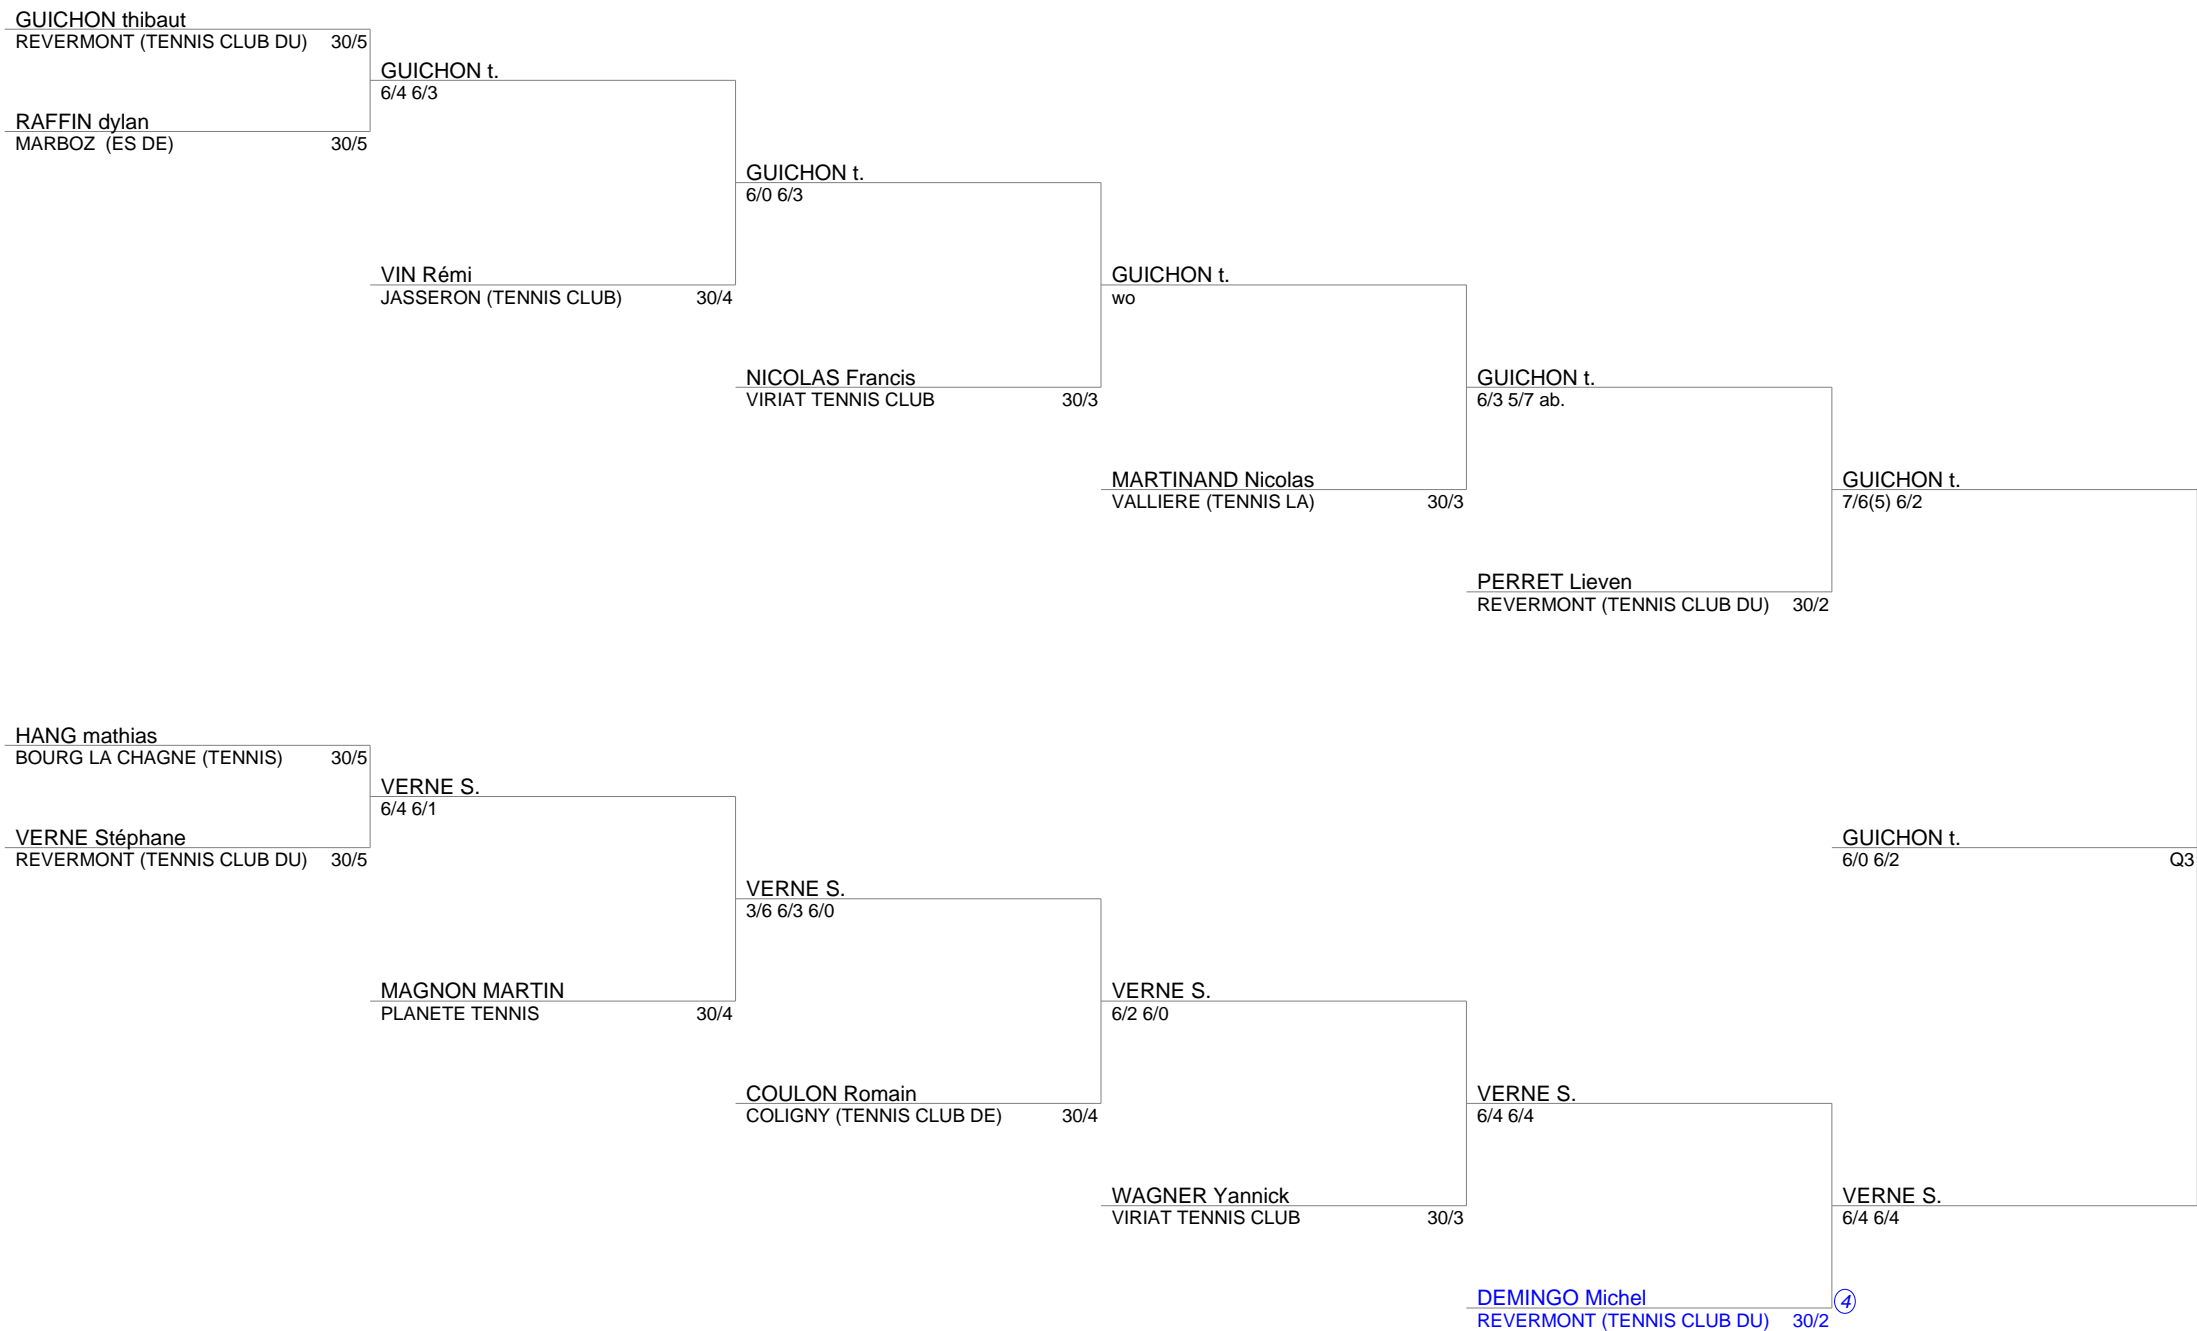 GUICHON thibaut
REVERMONT (TENNIS CLUB DU) 30/5
GUICHON t.
6/4 6/3
RAFFIN dylan
MARBOZ (ES DE) 30/5
GUICHON t.
6/0 6/3
VIN Rémi
JASSERON (TENNIS CLUB) 30/4
GUICHON t.
wo
NICOLAS Francis
VIRIAT TENNIS CLUB 30/3
GUICHON t.
6/3 5/7 ab.
MARTINAND Nicolas
VALLIERE (TENNIS LA) 30/3
GUICHON t.
7/6(5) 6/2
PERRET Lieven
REVERMONT (TENNIS CLUB DU) 30/2
HANG mathias
BOURG LA CHAGNE (TENNIS) 30/5
VERNE S.
6/4 6/1
VERNE Stéphane
REVERMONT (TENNIS CLUB DU) 30/5
GUICHON t.
6/0 6/2 Q3
VERNE S.
3/6 6/3 6/0
MAGNON MARTIN
PLANETE TENNIS 30/4
VERNE S.
6/2 6/0
COULON Romain
COLIGNY (TENNIS CLUB DE) 30/4
VERNE S.
6/4 6/4
WAGNER Yannick
VIRIAT TENNIS CLUB 30/3
VERNE S.
6/4 6/4
DEMINGO Michel 4
REVERMONT (TENNIS CLUB DU) 30/2